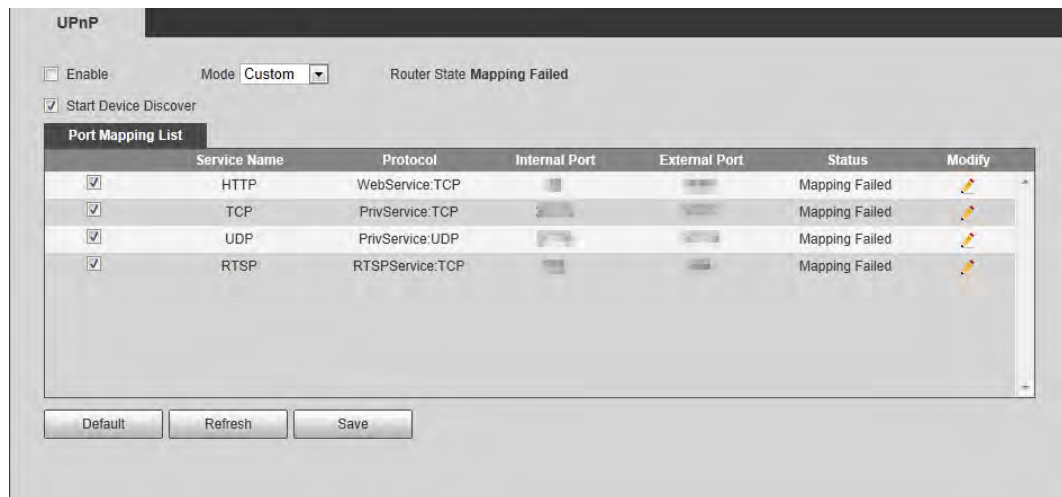 UPnP
Enable Mode Custom Router State Mapping Failed
Start Device Discover
Port Mapping List
Service Name Protocol Internal Port External Port Status Modify
HTTP WebService:TCP Mapping Failed
TCP PrivService:TCP Mapping Failed
UDP PrivService:UDP Mapping Failed
RTSP RTSPService:TCP Mapping Failed
Default Refresh Save